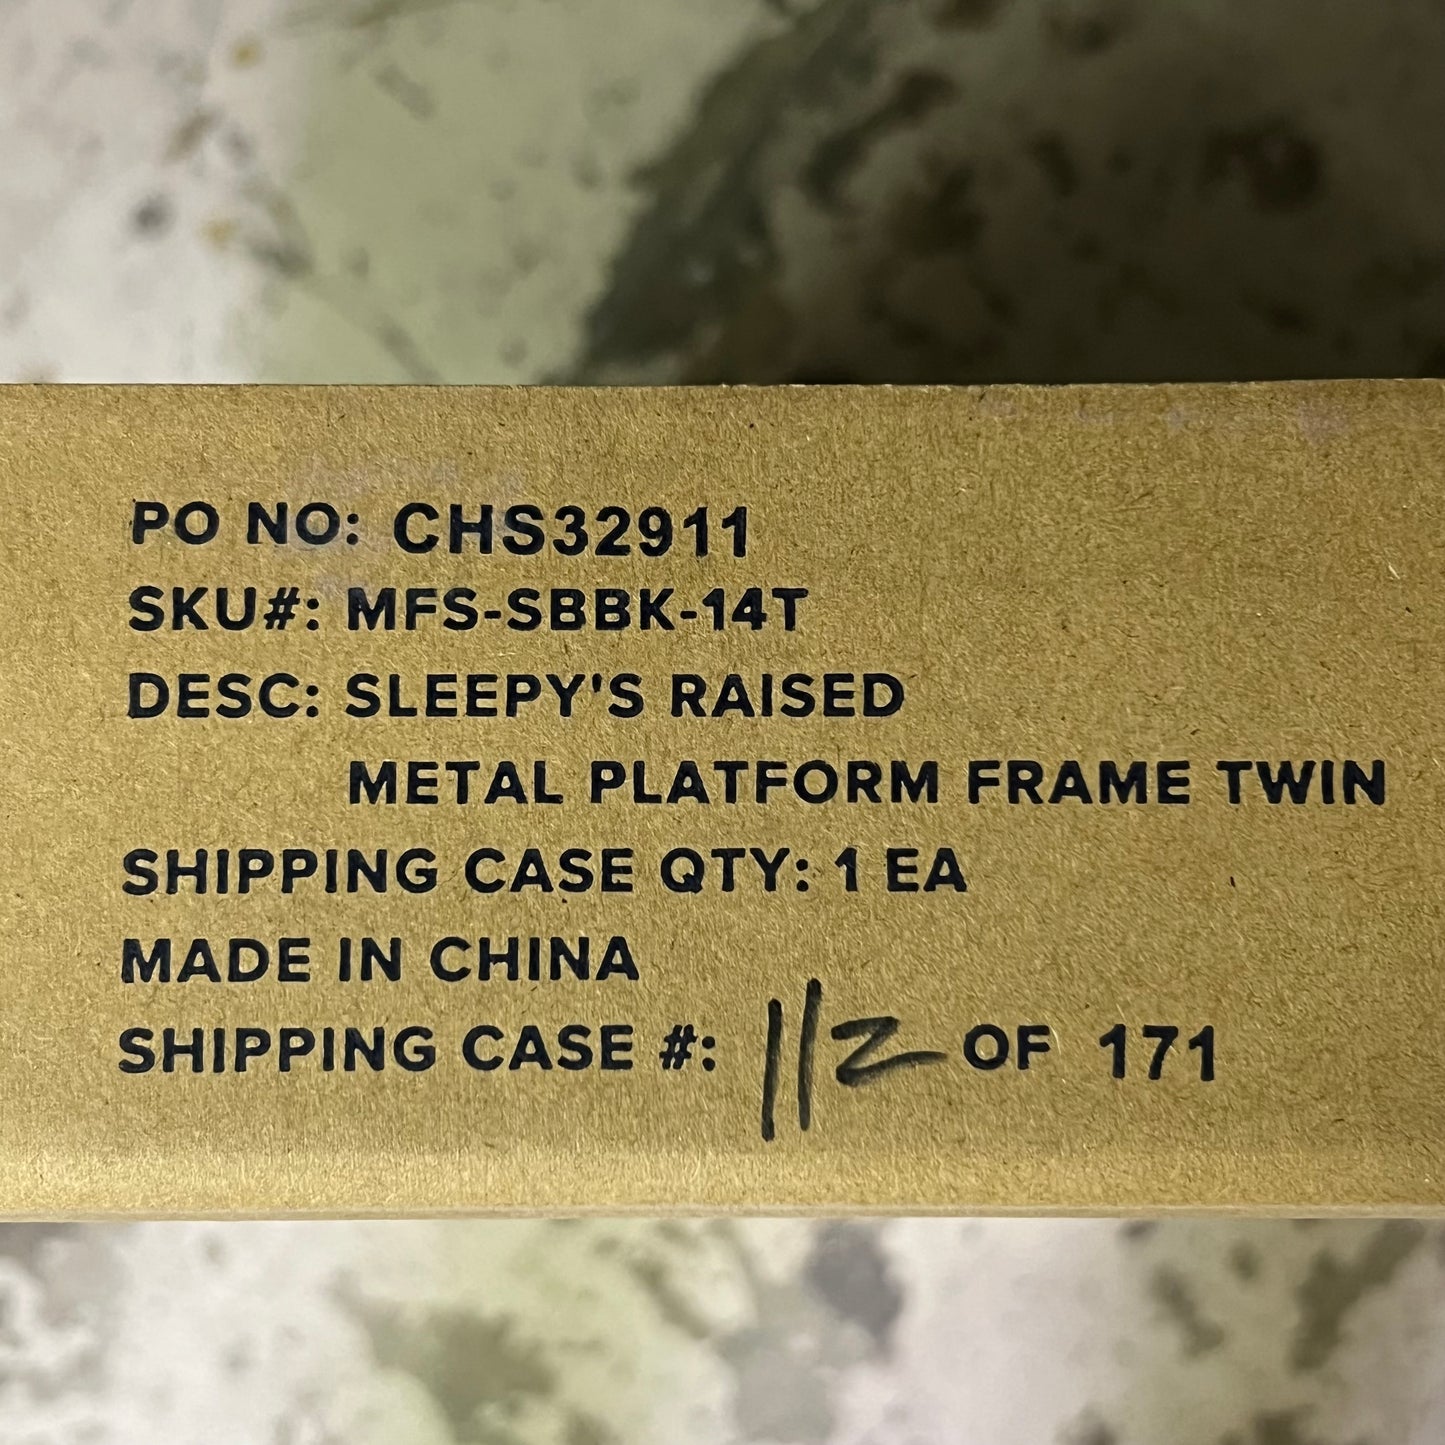 PO NO: CHS32911
SKU#: MFS-SBBK-14T
DESC: SLEEPY'S RAISED
METAL PLATFORM FRAME TWIN
SHIPPING CASE QTY: 1 EA
MADE IN CHINA
SHIPPING CASE #: 112 OF 171